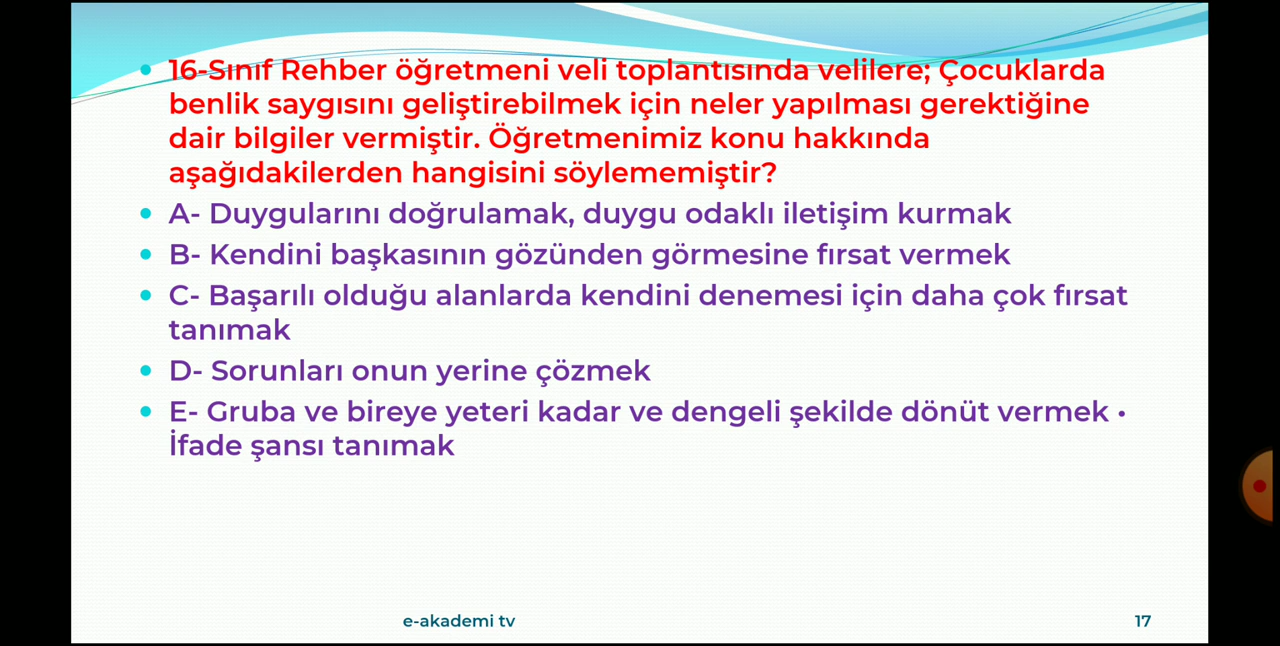 16-Sınıf Rehber öğretmeni veli toplantısında velilere; Çocuklarda
benlik saygısını geliştirebilmek için neler yapılması gerektiğine
dair bilgiler vermiştir. Öğretmenimiz konu hakkında
aşağıdakilerden hangisini söylememiştir?
A- Duygularını doğrulamak, duygu odaklı iletişim kurmak
B- Kendini başkasının gözünden görmesine fırsat vermek
C- Başarılı olduğu alanlarda kendini denemesi için daha çok fırsat
tanımak
D- Sorunları onun yerine çözmek
E- Gruba ve bireye yeteri kadar ve dengeli şekilde dönüt vermek •
İfade şansı tanımak
e-akademi tv
17